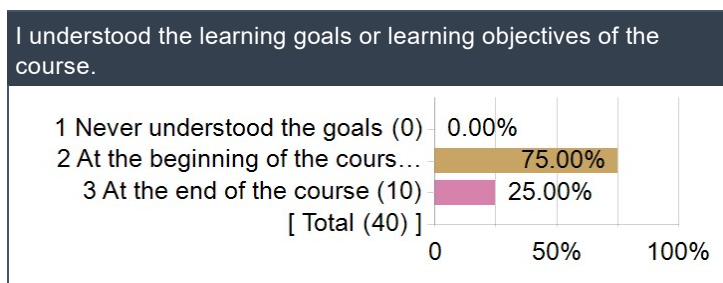 I understood the learning goals or learning objectives of the
course.
1 Never understood the goals (0) 0.00%
2 At the beginning of the cours... 75.00%
3 At the end of the course (10) 25.00%
[ Total (40) ]
0 50% 100%